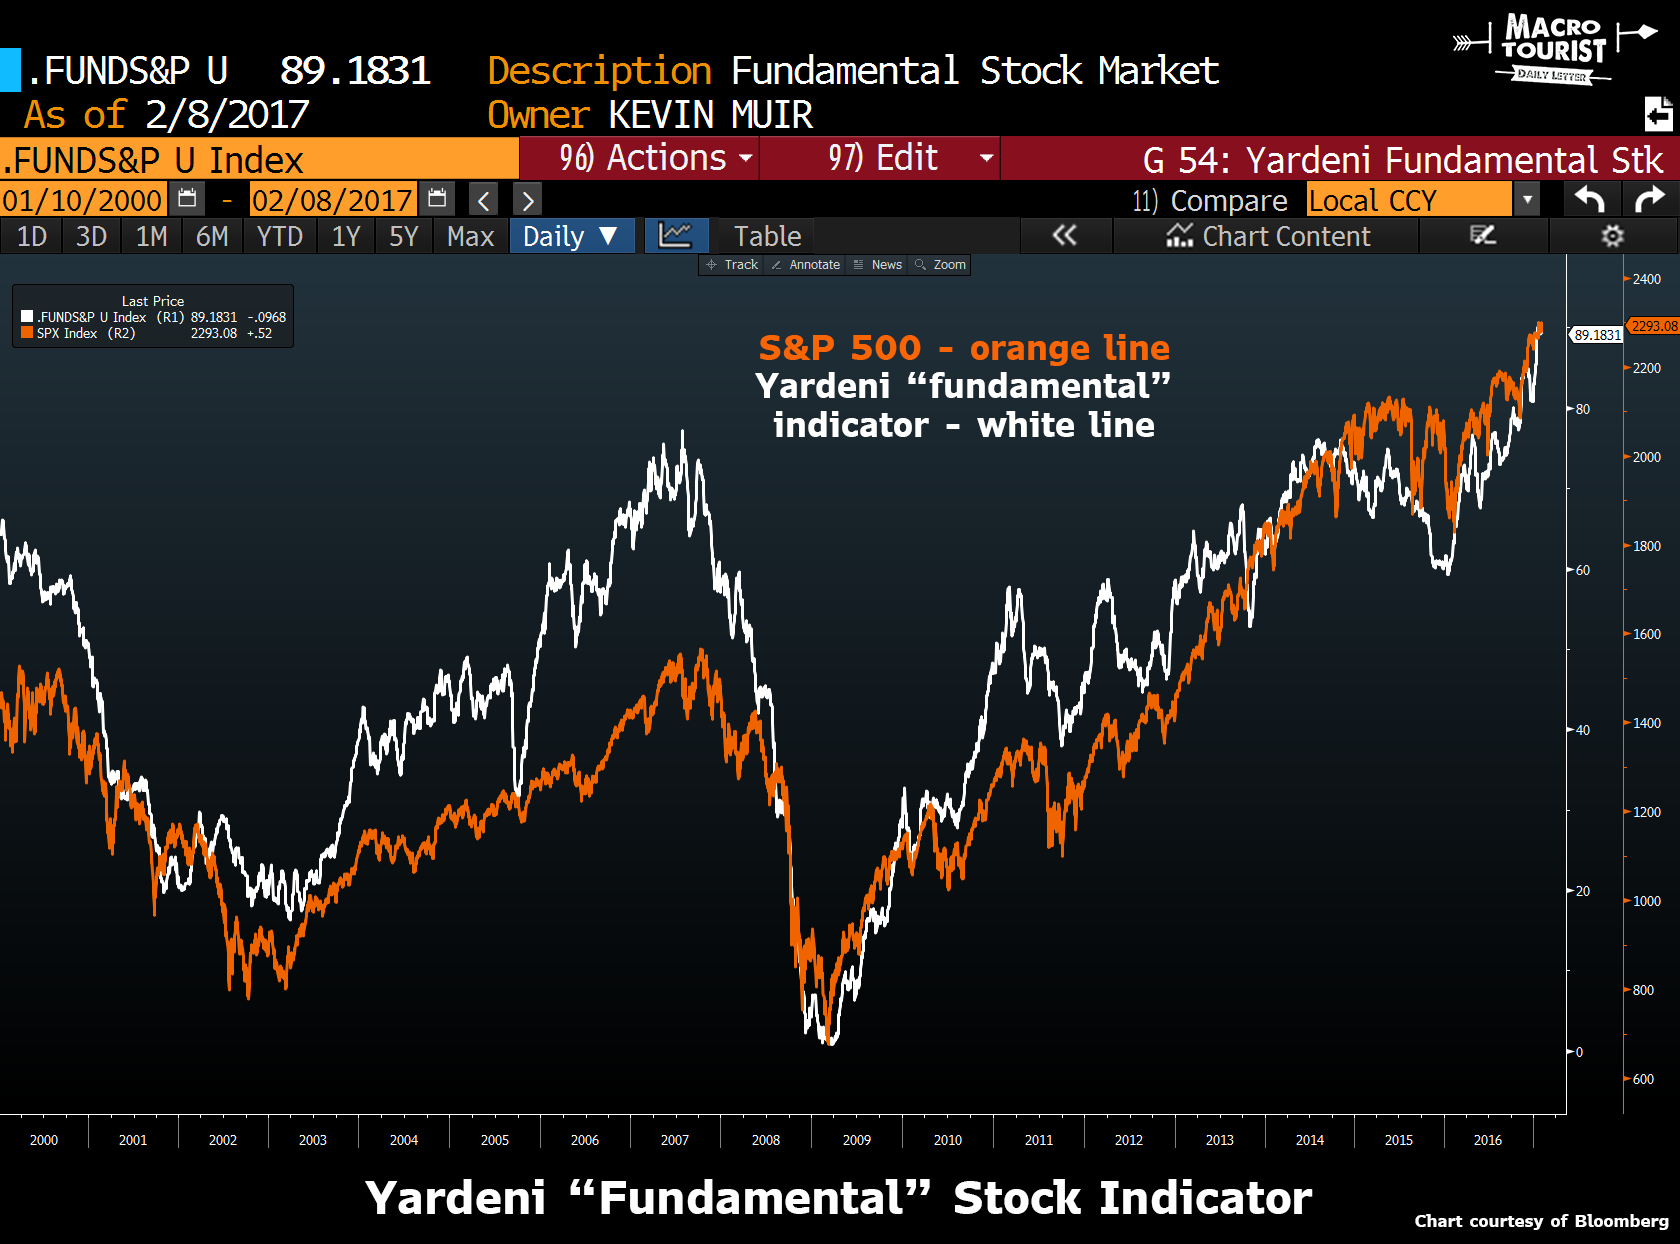 MACRO
TOURIST
DAILY LETTER
.FUNDS&P U 89.1831 Description Fundamental Stock Market
As of 2/8/2017 Owner KEVIN MUIR
.FUNDS&P U Index 96) Actions 97) Edit G 54: Yardeni Fundamental Stk
01/10/2000 - 02/08/2017 < > 11) Compare Local CCY
1D 3D 1M 6M YTD 1Y 5Y Max Daily ▼ Table « Chart Content
Track Annotate News Zoom
Last Price
.FUNDS&P U Index (R1) 89.1831 -.0968
SPX Index (R2) 2293.08 +.52
S&P 500 - orange line
Yardeni “fundamental”
indicator - white line
89.1831
80
60
40
20
0
2400
2293.08
2200
2000
1800
1600
1400
1200
1000
800
600
2000 2001 2002 2003 2004 2005 2006 2007 2008 2009 2010 2011 2012 2013 2014 2015 2016
Yardeni “Fundamental” Stock Indicator
Chart courtesy of Bloomberg